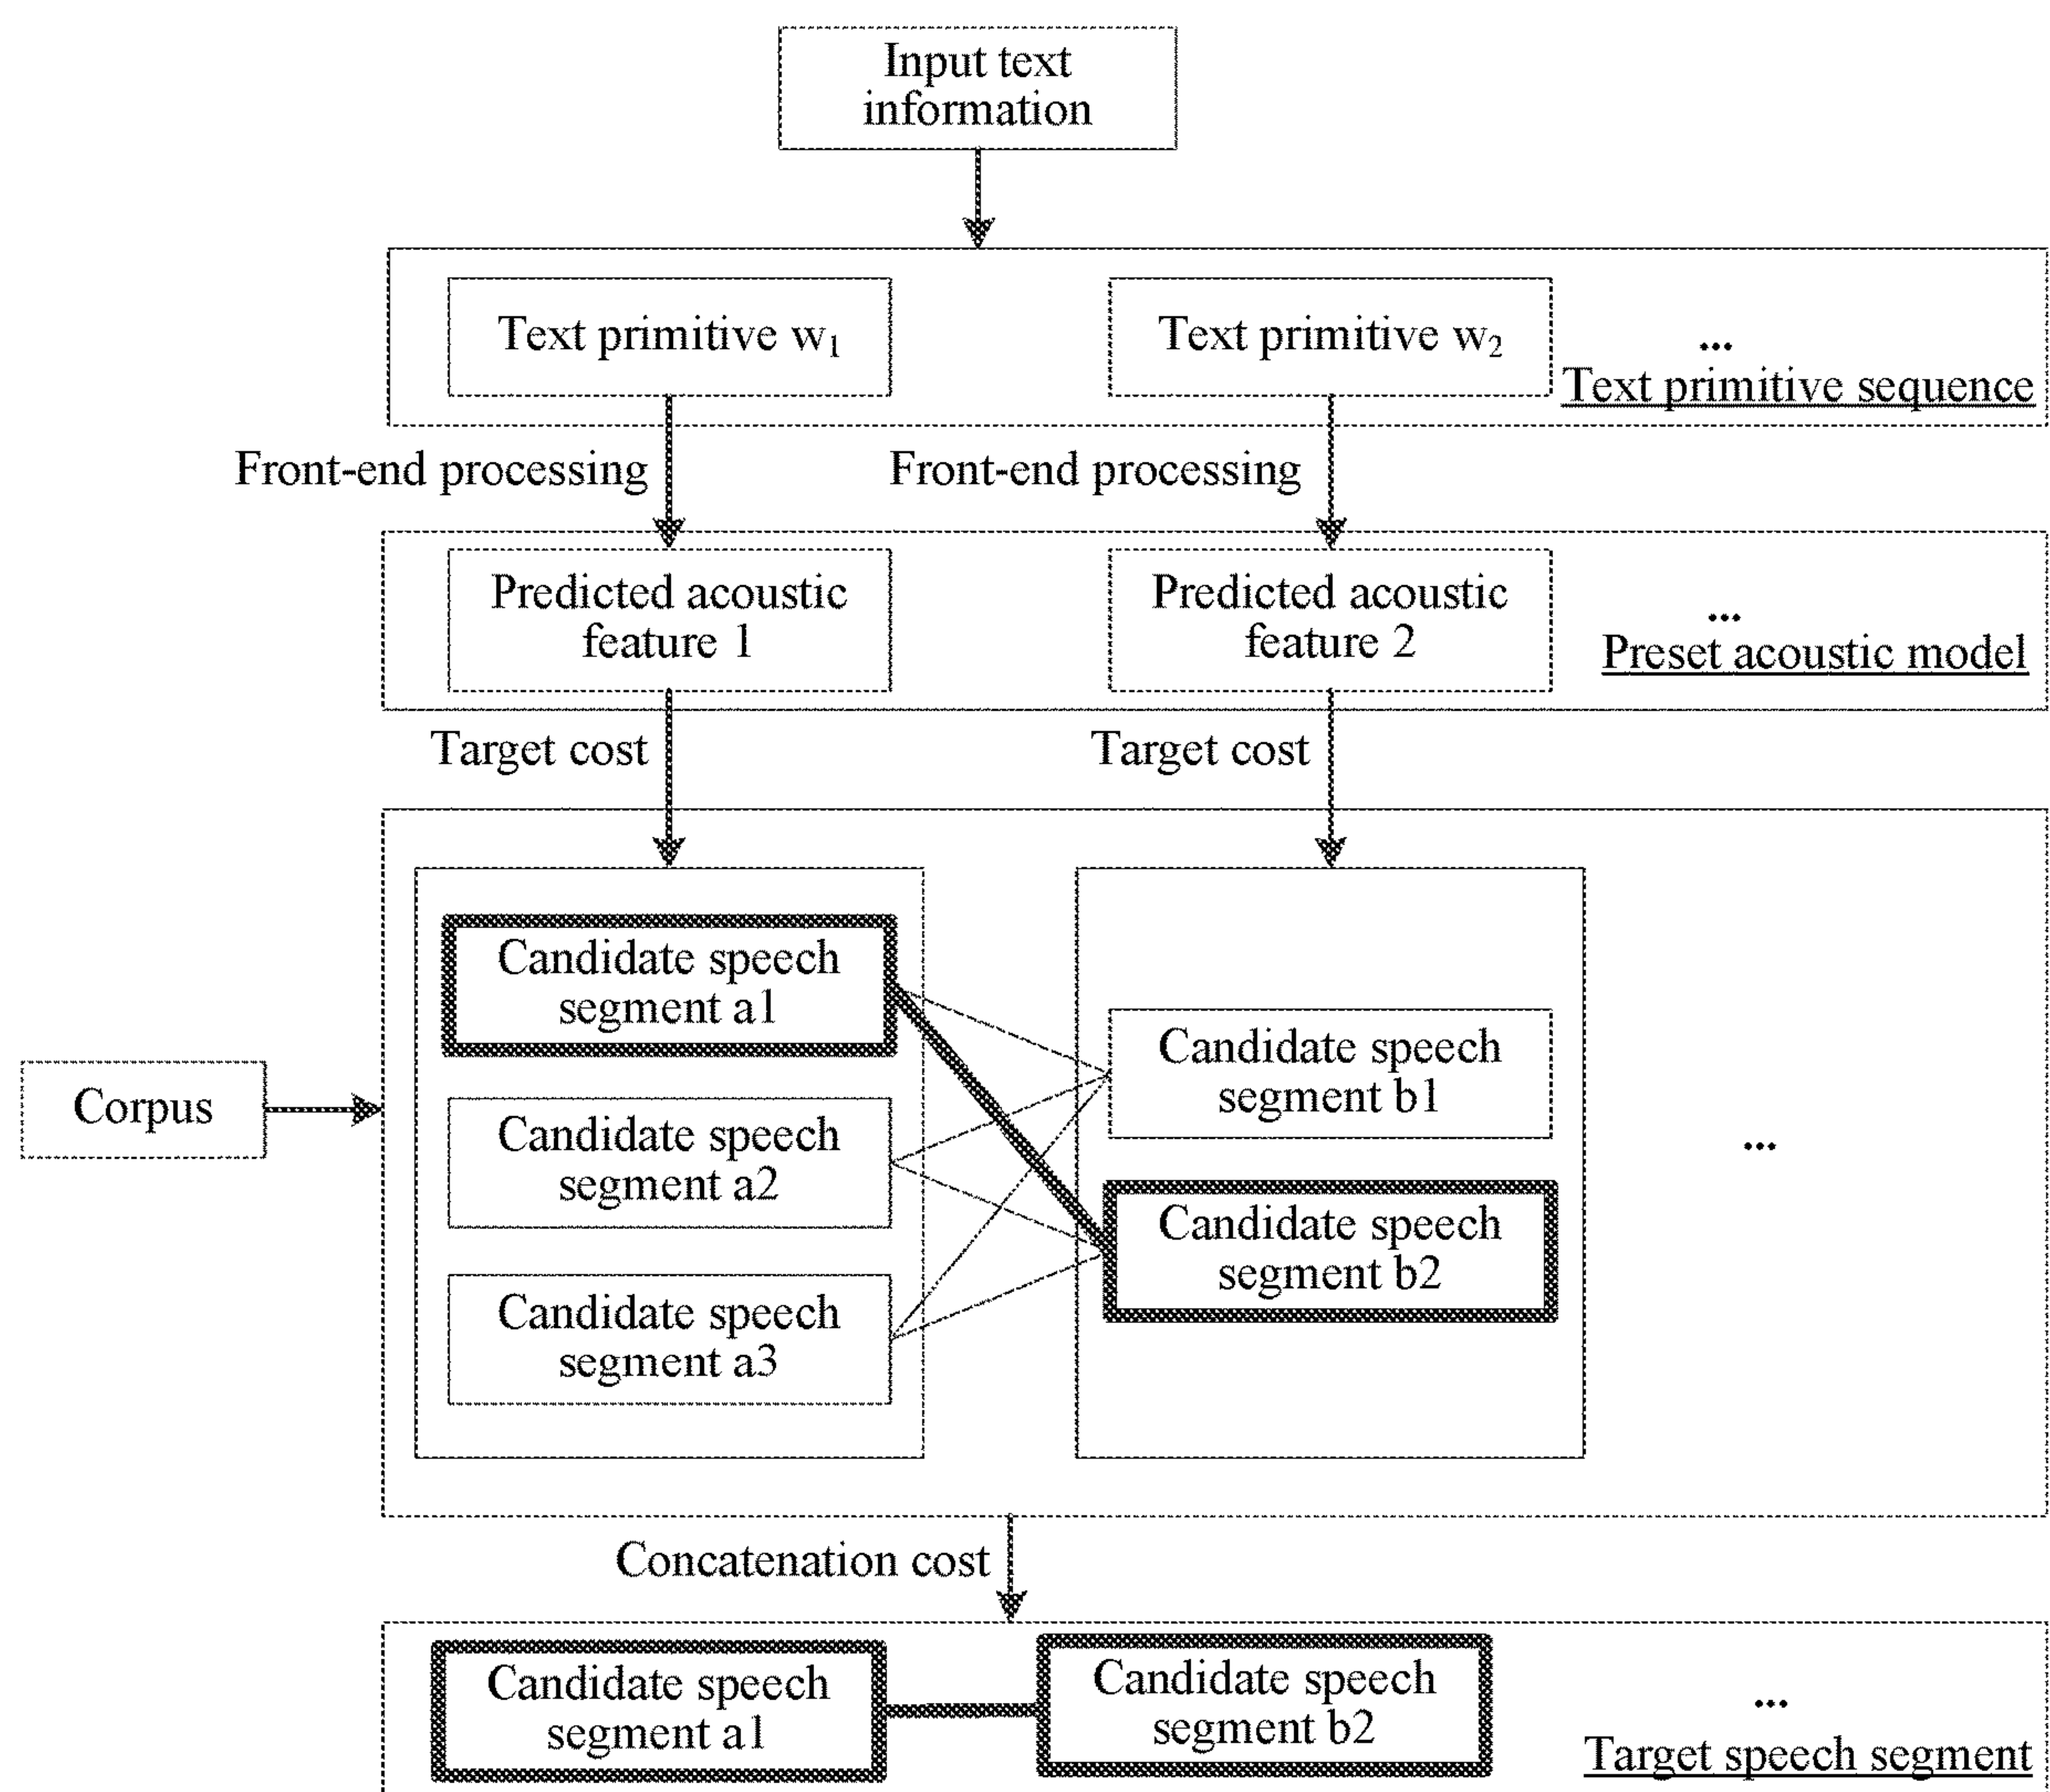 Input text
information
Text primitive w₁
Text primitive w₂
...
Text primitive sequence
Front-end processing
Front-end processing
Predicted acoustic
feature 1
Predicted acoustic
feature 2
...
Preset acoustic model
Target cost
Target cost
Corpus
Candidate speech
segment a1
Candidate speech
segment a2
Candidate speech
segment a3
Candidate speech
segment b1
Candidate speech
segment b2
...
Concatenation cost
Candidate speech
segment a1
Candidate speech
segment b2
...
Target speech segment